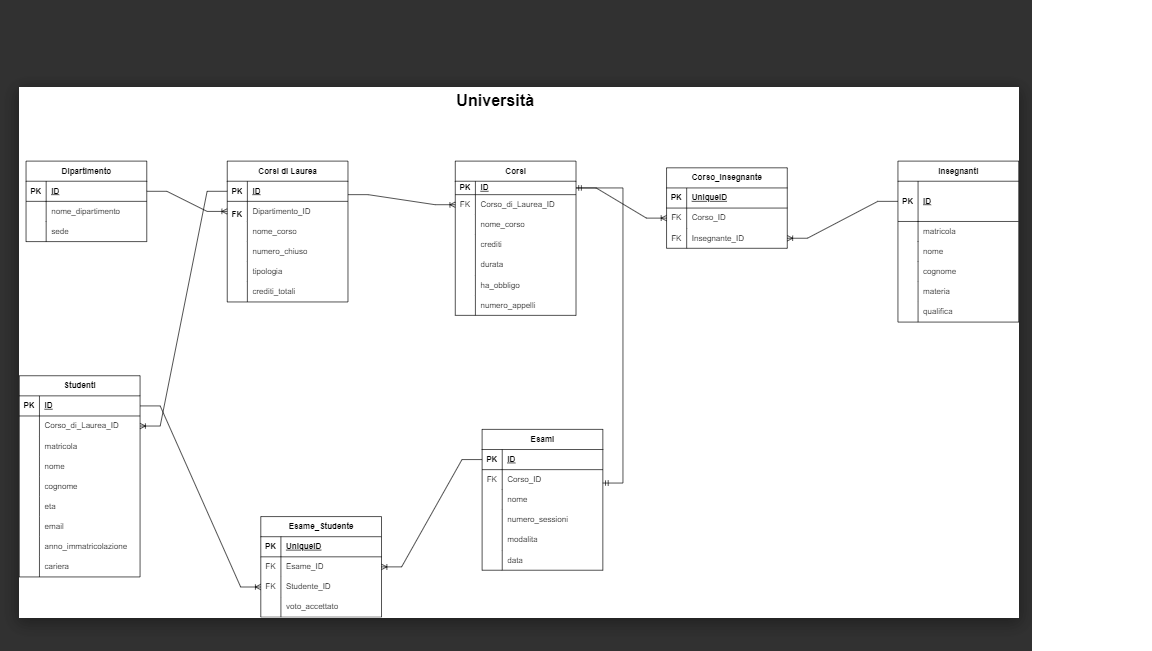 Università
Dipartimento
PK ID
nome_dipartimento
sede
Corsi di Laurea
PK ID
FK Dipartimento_ID
nome_corso
numero_chiuso
tipologia
crediti_totali
Corsi
PK ID
FK Corso_di_Laurea_ID
nome_corso
crediti
durata
ha_obbligo
numero_appelli
Corso_Insegnante
PK UniqueID
FK Corso_ID
FK Insegnante_ID
Insegnanti
PK ID
matricola
nome
cognome
materia
qualifica
Studenti
PK ID
Corso_di_Laurea_ID
matricola
nome
cognome
eta
email
anno_immatricolazione
cariera
Esame_Studente
PK UniqueID
FK Esame_ID
FK Studente_ID
voto_accettato
Esami
PK ID
FK Corso_ID
nome
numero_sessioni
modalita
data